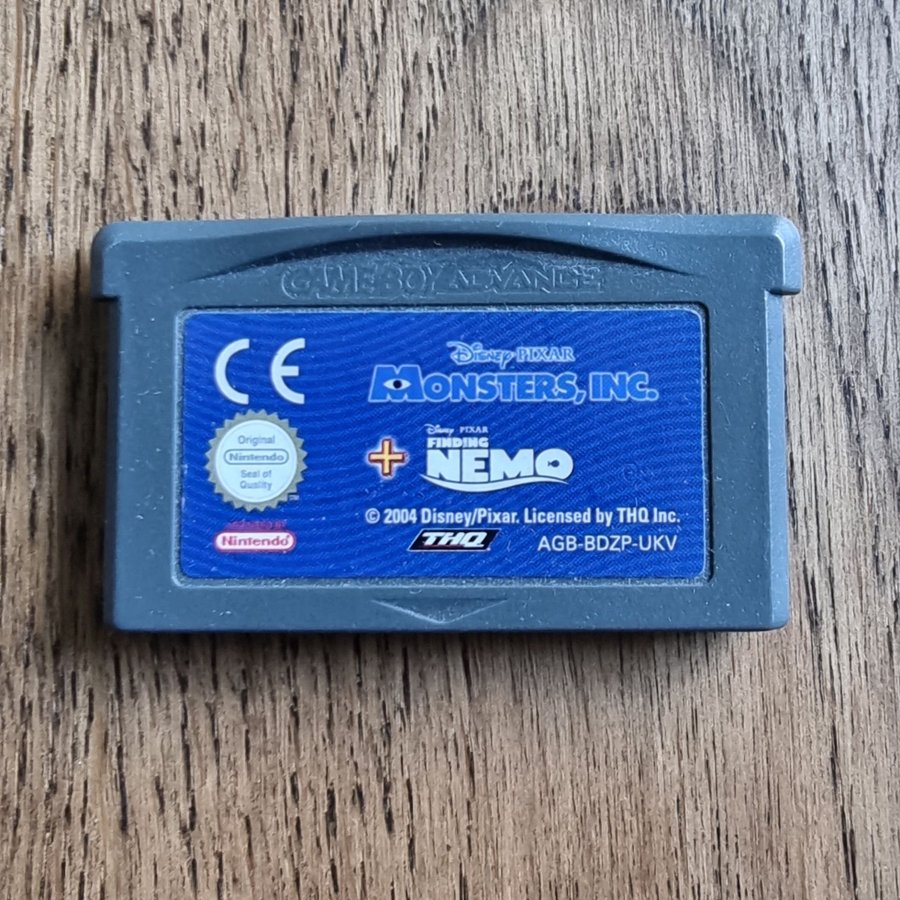 GAME BOY ADVANCE
CE
Disney PIXAR
MONSTERS, INC.
Original
Nintendo
Seal of
Quality
TM
+
Disney PIXAR
FINDING
NEMO
© 2004 Disney/Pixar. Licensed by THQ Inc.
Nintendo
THQ
AGB-BDZP-UKV